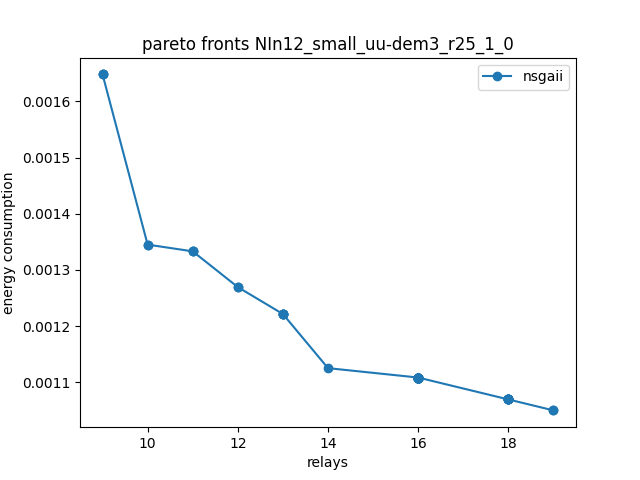 pareto fronts NIn12_small_uu-dem3_r25_1_0
nsgaii
energy consumption
0.0016
0.0015
0.0014
0.0013
0.0012
0.0011
10 12 14 16 18
relays